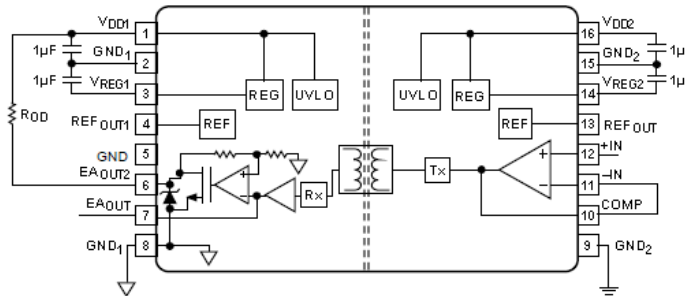 VDD1
1
1µF
GND1
2
1µF
VREG1
3
ROD
REFOUT1
4
GND
5
EAOUT2
6
EAOUT
7
GND1
8
REG
UVLO
REF
Rx
Tx
UVLO
REG
REF
+
−
+
−
16
VDD2
1µ
15
GND2
1µ
14
VREG2
13
REFOUT
12
+IN
11
−IN
10
COMP
9
GND2